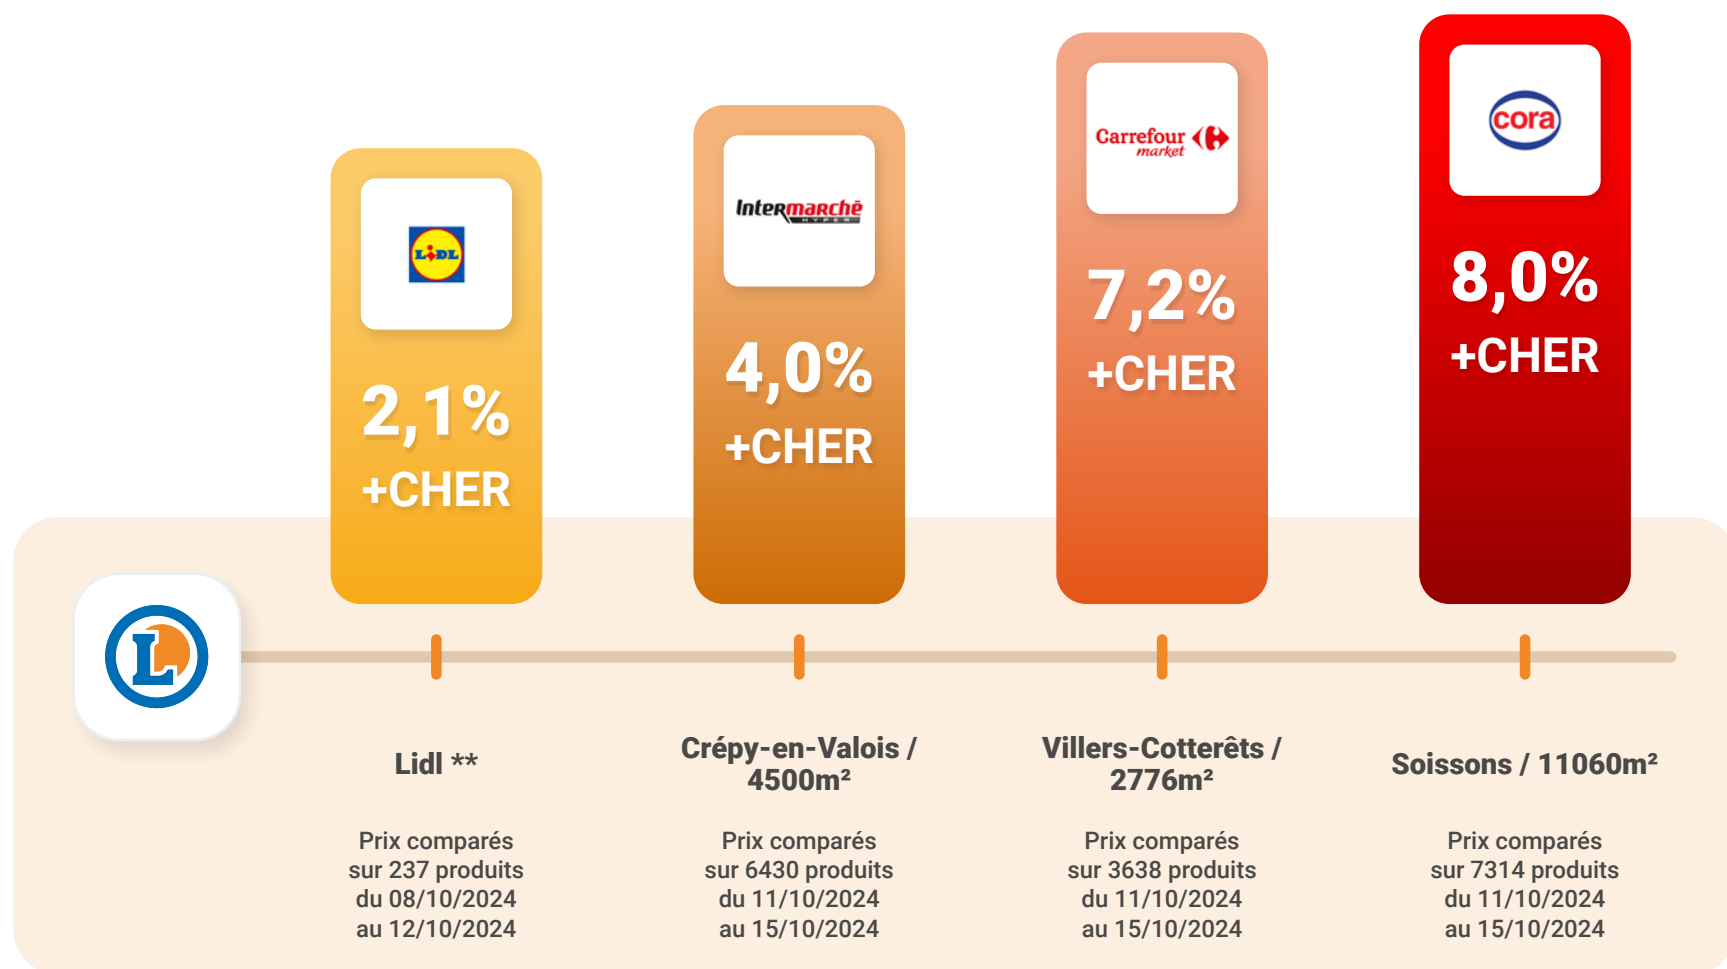 LiDL
2,1%
+CHER
Intermarchē
HYPER
4,0%
+CHER
Carrefour
market
7,2%
+CHER
cora
8,0%
+CHER
L
Lidl **
Prix comparés
sur 237 produits
du 08/10/2024
au 12/10/2024
Crépy-en-Valois /
4500m²
Prix comparés
sur 6430 produits
du 11/10/2024
au 15/10/2024
Villers-Cotterêts /
2776m²
Prix comparés
sur 3638 produits
du 11/10/2024
au 15/10/2024
Soissons / 11060m²
Prix comparés
sur 7314 produits
du 11/10/2024
au 15/10/2024